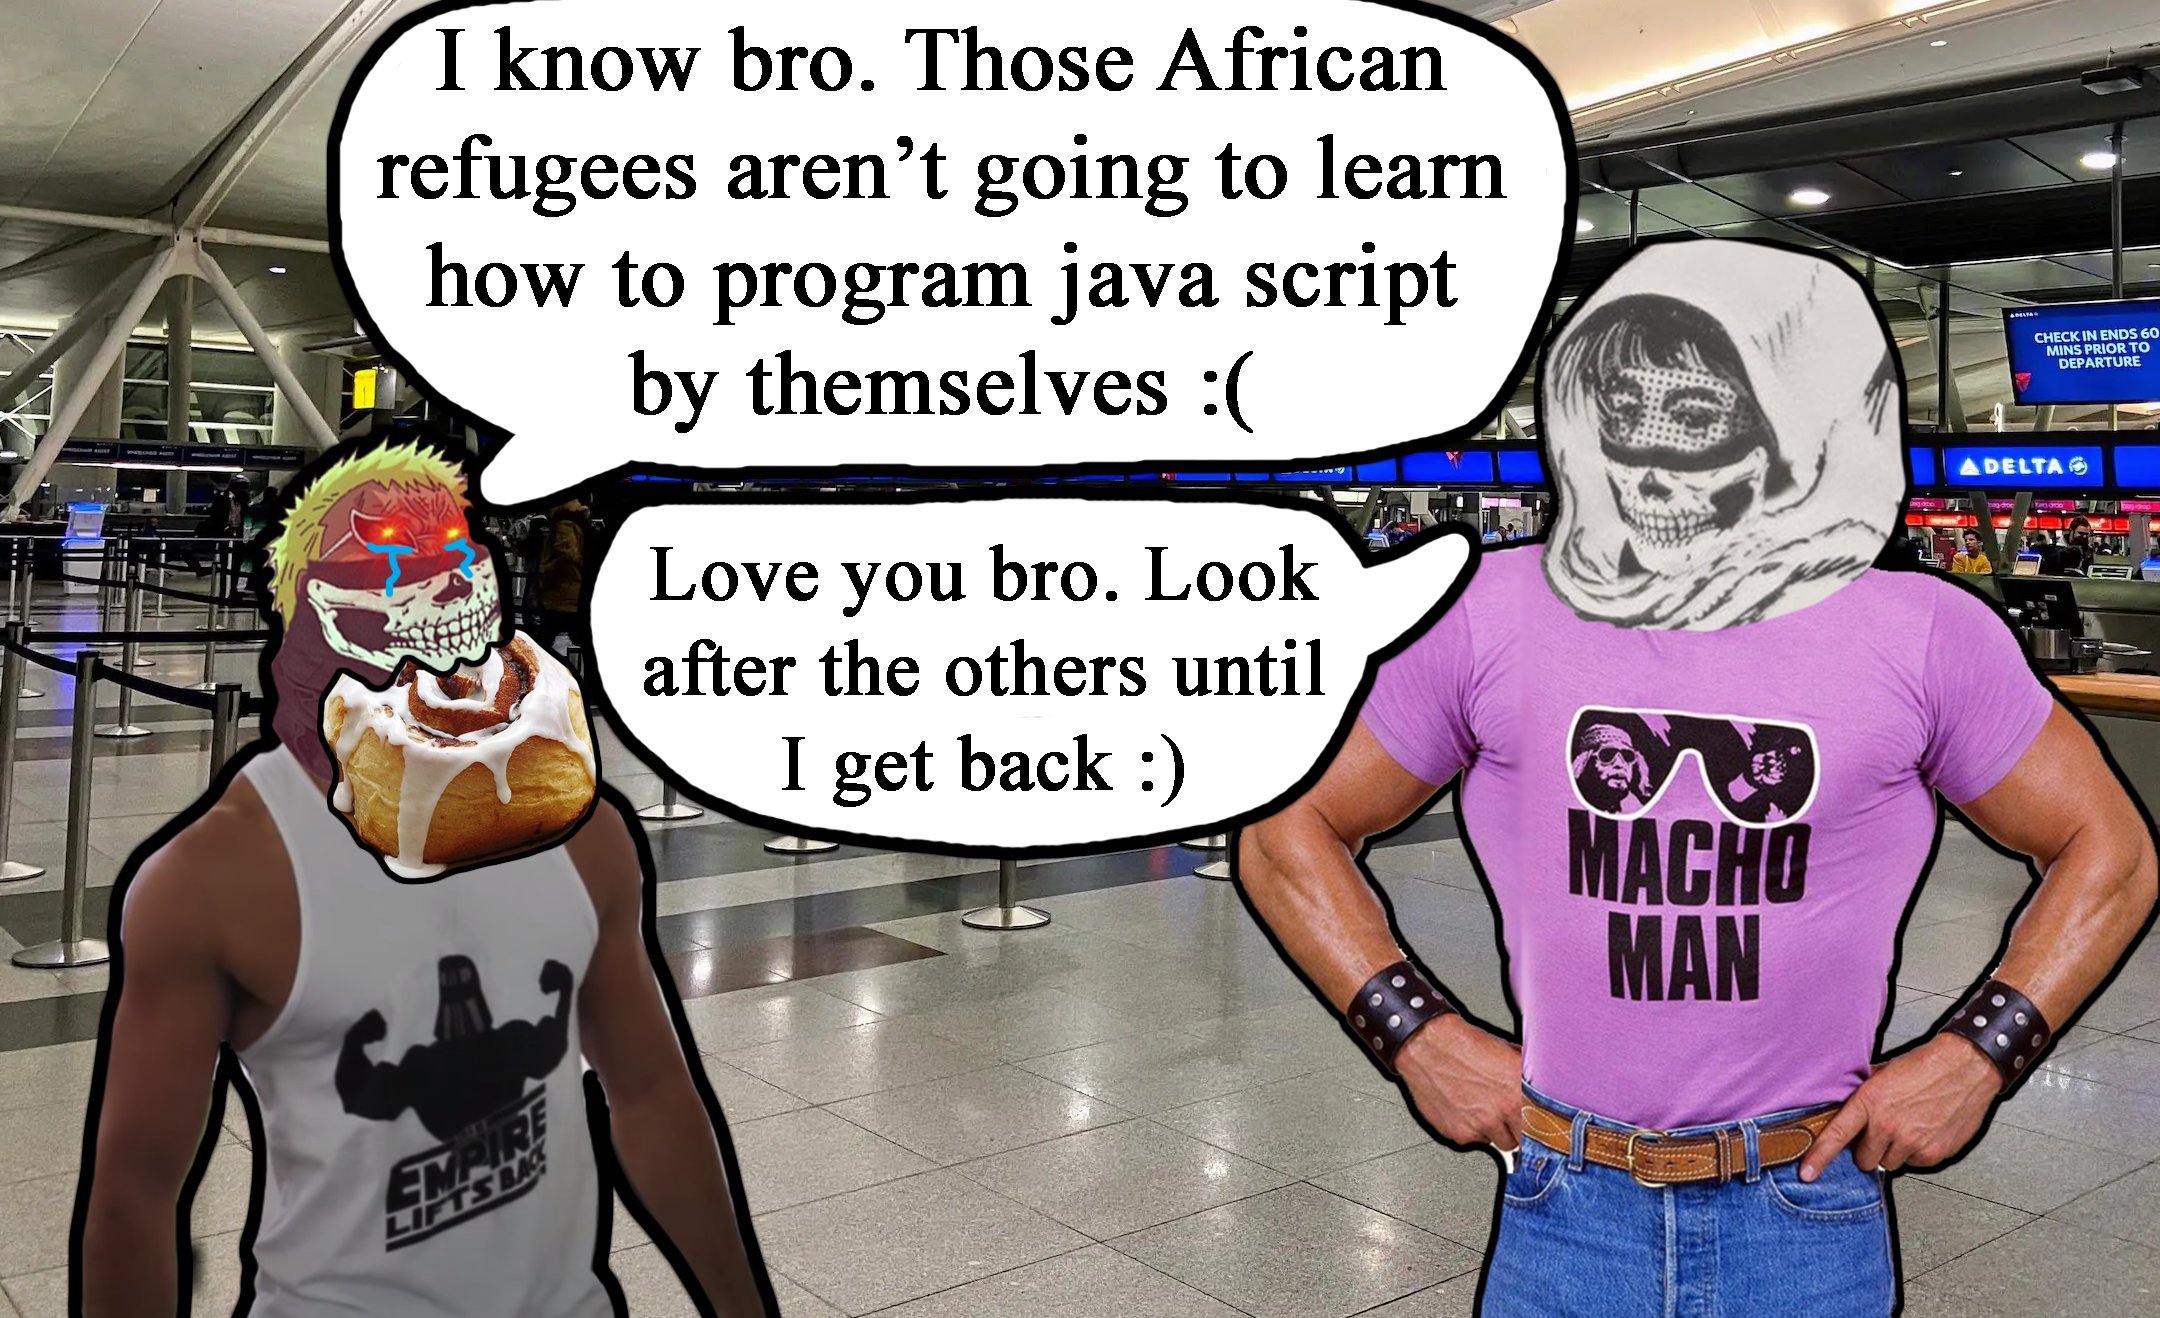 I know bro. Those African
refugees aren't going to learn
how to program java script
by themselves :(
Love you bro. Look
after the others until
I get back :)
DELTA
CHECK IN ENDS 60
MINS PRIOR TO
DEPARTURE
DELTA
MACHO
MAN
EMPIRE
LIFTS BACK